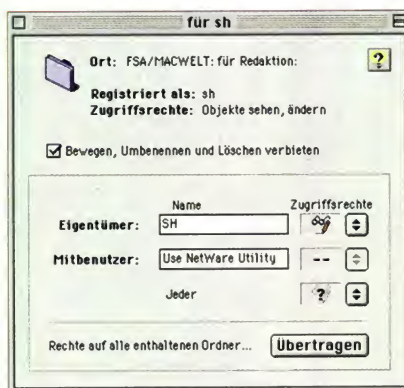 für sh
Ort: FSA/MACWELT: für Redaktion:
Registriert als: sh
Zugriffsrechte: Objekte sehen, ändern
Bewegen, Umbenennen und Löschen verbieten
Name Zugriffsrechte
Eigentümer: SH
Mitbenutzer: Use NetWare Utility --
Jeder ?
Rechte auf alle enthaltenen Ordner... Übertragen